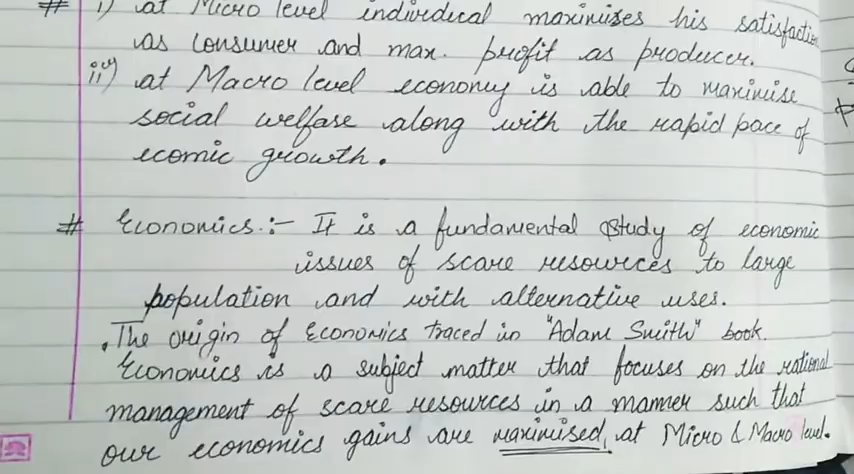 # i) at Micro level individual maximizes his satisfaction
as consumer and max. profit as producer.
ii) at Macro level economy is able to maximise
social welfare along with the rapid pace of
ecomic growth.
# Economics :- It is a fundamental study of economic
issues of scare resources to large
population and with alternative uses.
. The origin of Economics traced in "Adam Smith" book.
Economics is a subject matter that focuses on the rational
management of scare resources in a manner such that
our economics gains are maximised, at Micro & Macro level.